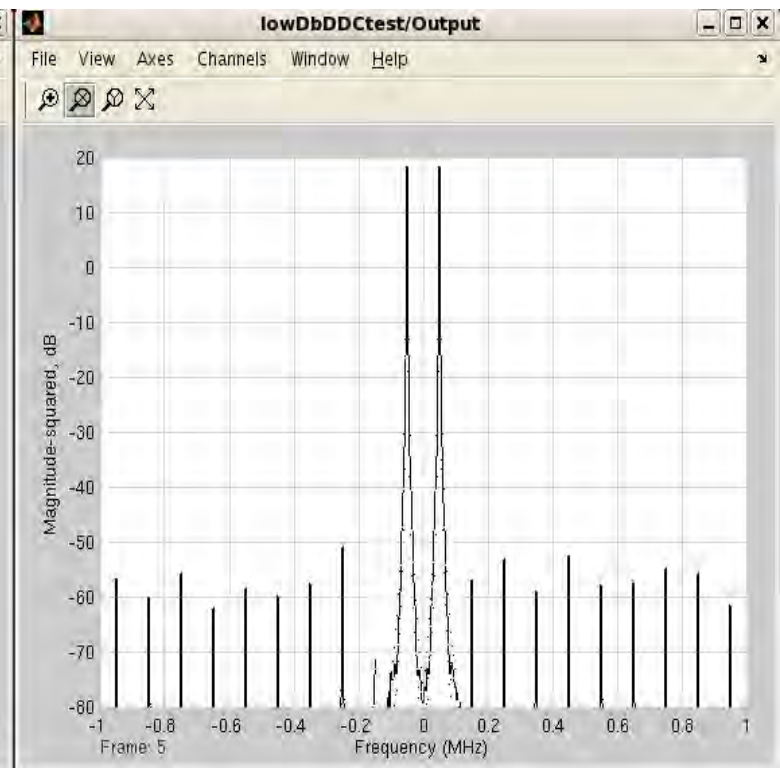 lowDbDDCtest/Output
File View Axes Channels Window Help
20
10
0
-10
-20
-30
-40
-50
-60
-70
-80
Magnitude-squared, dB
-1 -0.8 -0.6 -0.4 -0.2 0 0.2 0.4 0.6 0.8 1
Frame: 5
Frequency (MHz)